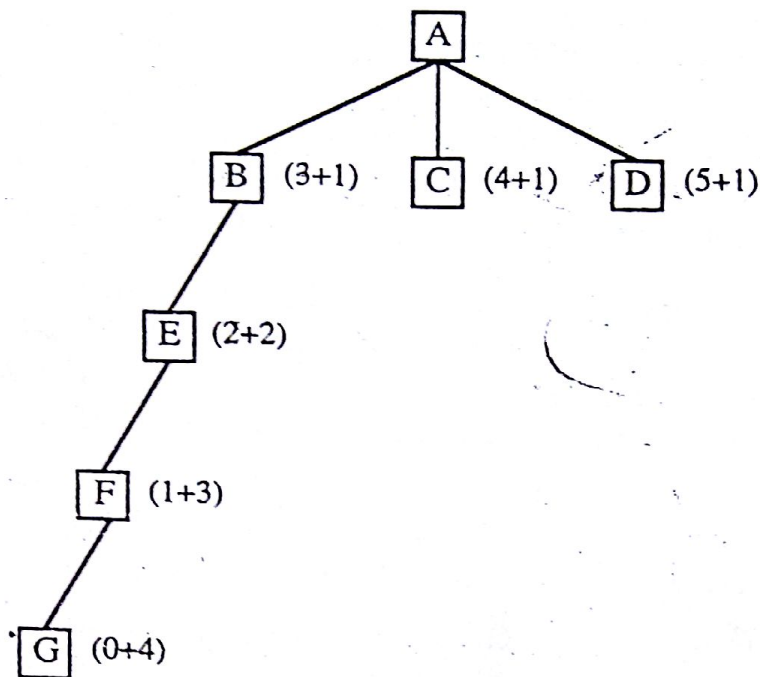 A
B (3+1) C (4+1) D (5+1)
E (2+2)
F (1+3)
G (0+4)